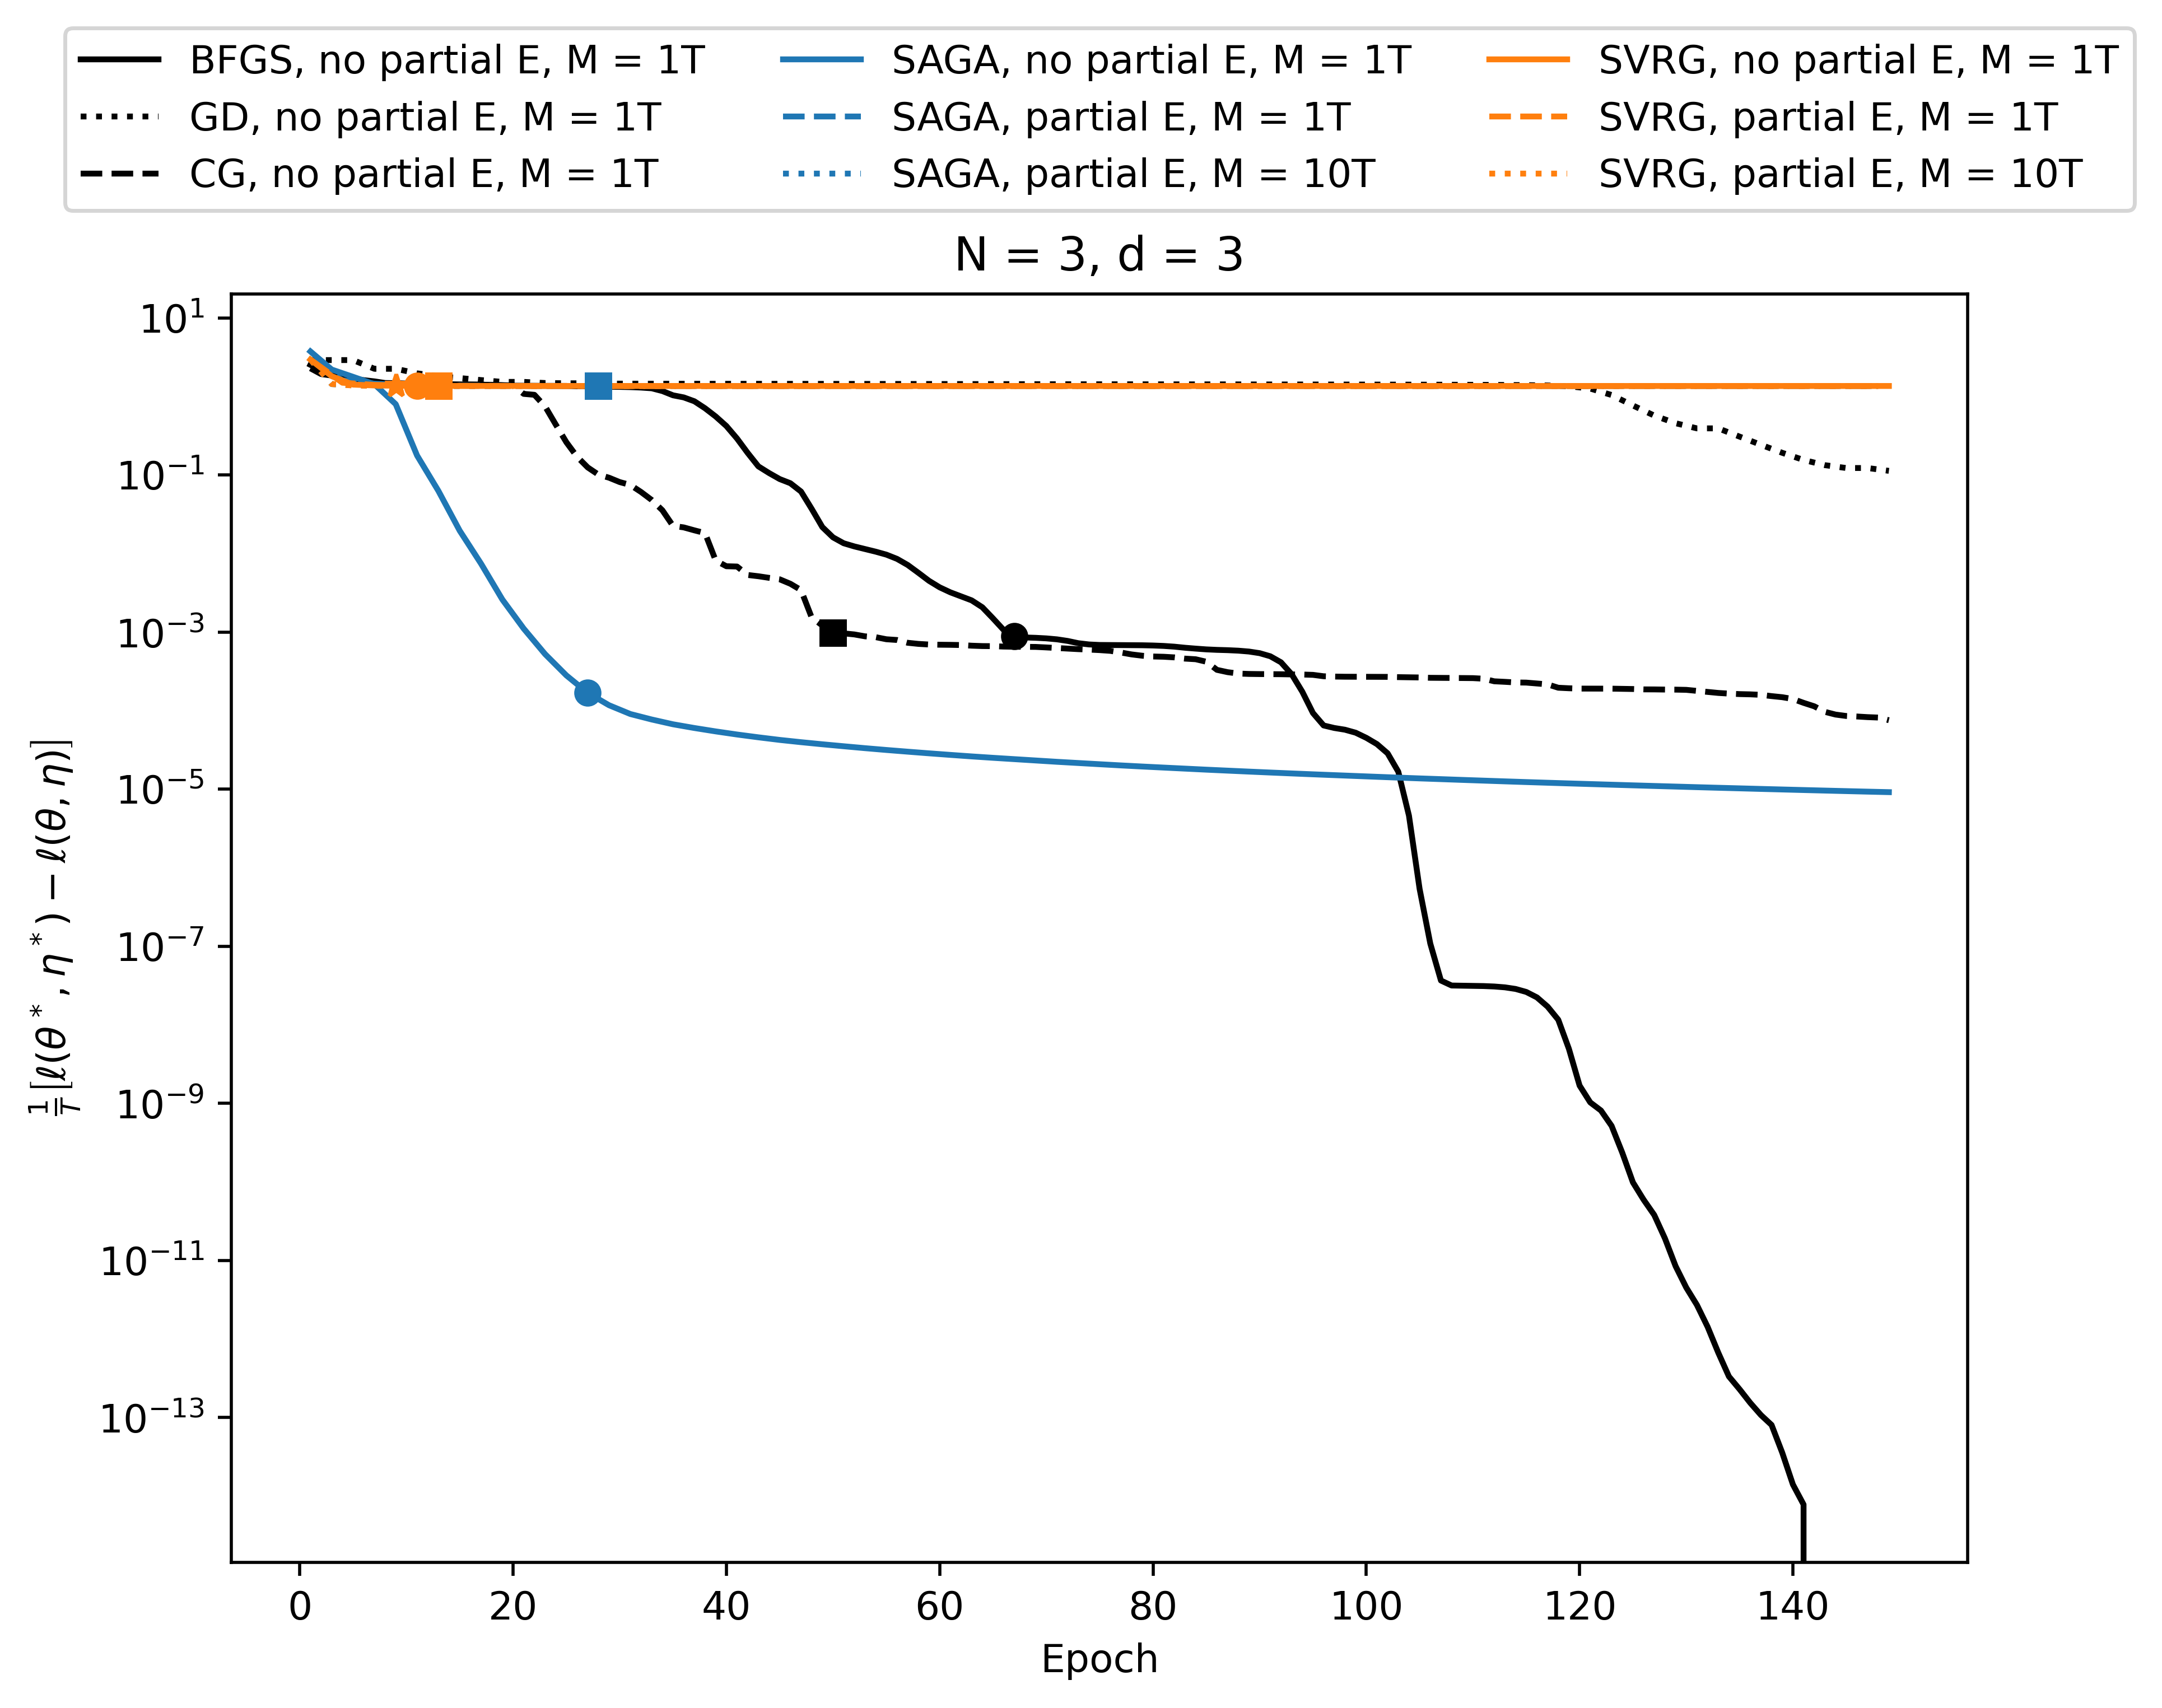 BFGS, no partial E, M = 1T
GD, no partial E, M = 1T
CG, no partial E, M = 1T
SAGA, no partial E, M = 1T
SAGA, partial E, M = 1T
SAGA, partial E, M = 10T
SVRG, no partial E, M = 1T
SVRG, partial E, M = 1T
SVRG, partial E, M = 10T
N = 3, d = 3
10¹
10⁻¹
10⁻³
10⁻⁵
10⁻⁷
10⁻⁹
10⁻¹¹
10⁻¹³
1/T [ℓ(θ*, η*) − ℓ(θ, η)]
0 20 40 60 80 100 120 140
Epoch